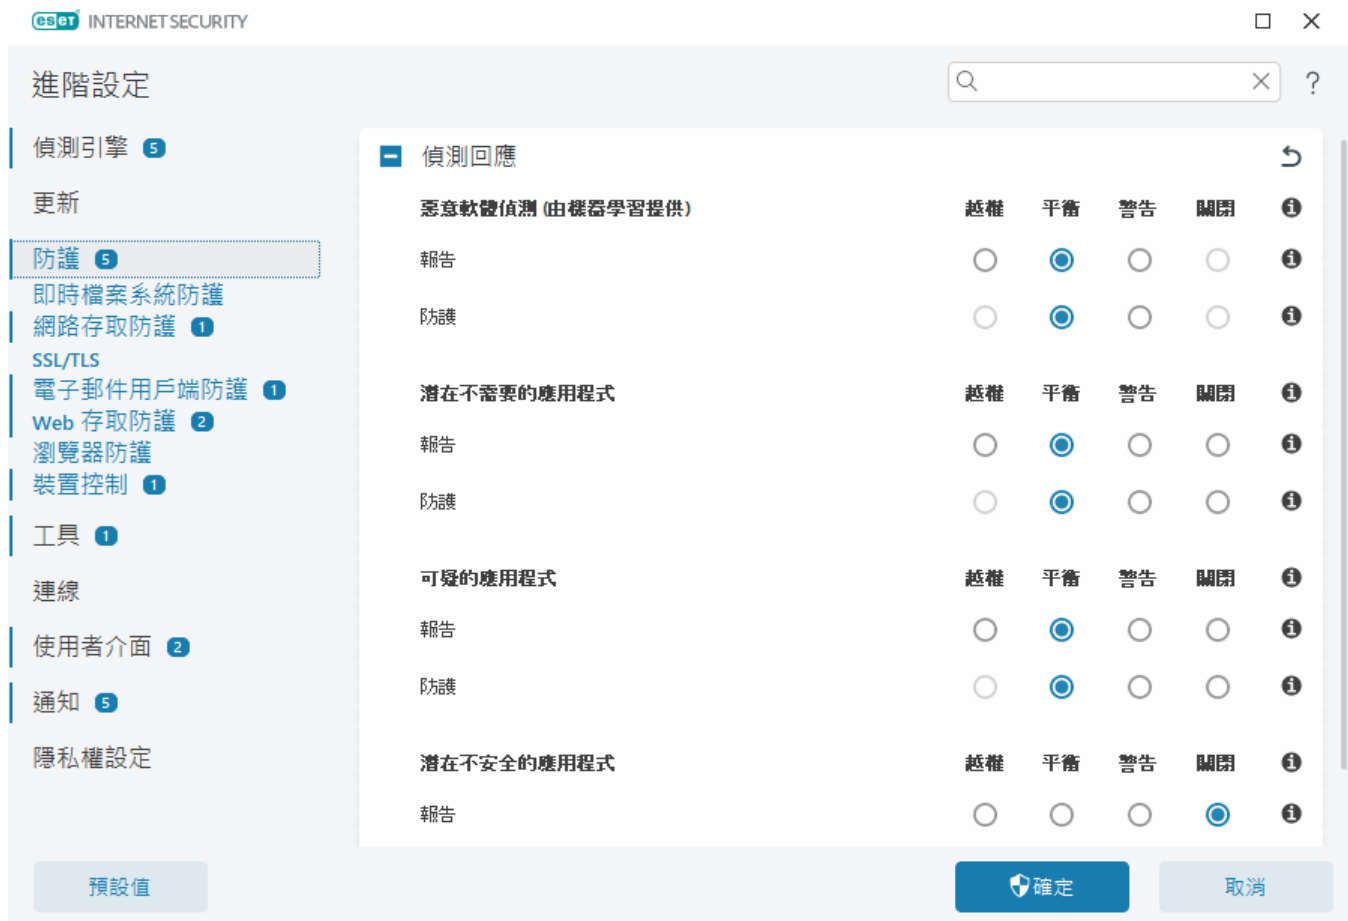 eset INTERNET SECURITY
進階設定
?
偵測引擎 5
更新
防護 5
即時檔案系統防護
網路存取防護 1
SSL/TLS
電子郵件用戶端防護 1
Web 存取防護 2
瀏覽器防護
裝置控制 1
工具 1
連線
使用者介面 2
通知 5
隱私權設定
偵測回應
惡意軟體偵測 (由機器學習提供) 越權 平衡 警告 關閉
報告
防護
潛在不需要的應用程式 越權 平衡 警告 關閉
報告
防護
可疑的應用程式 越權 平衡 警告 關閉
報告
防護
潛在不安全的應用程式 越權 平衡 警告 關閉
報告
預設值
確定
取消